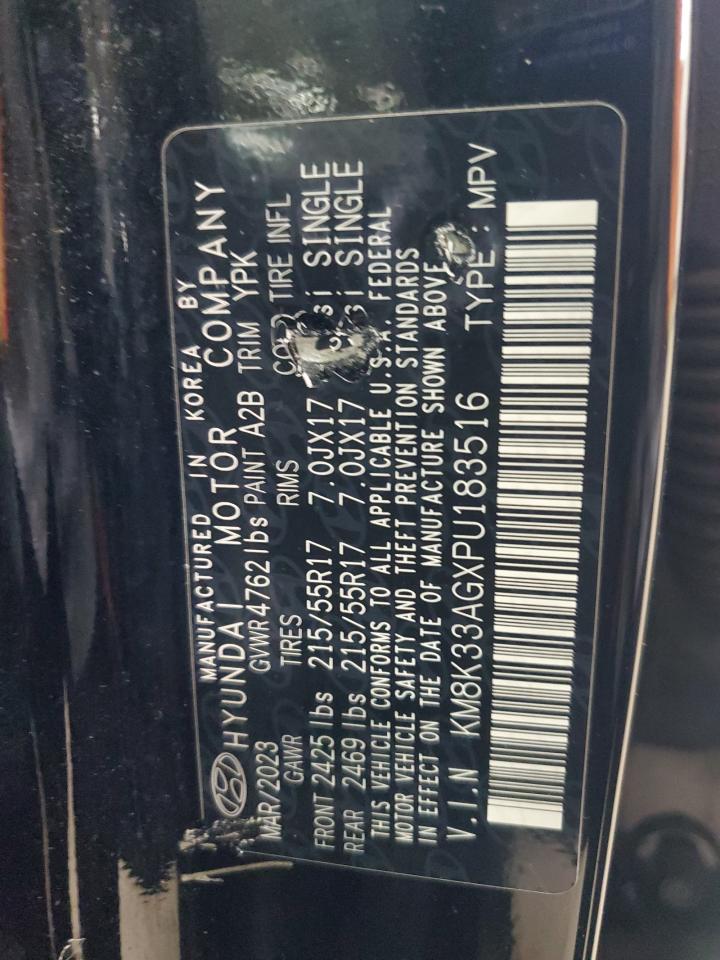 MANUFACTURED IN KOREA BY
HYUNDAI MOTOR COMPANY
MAR/2023 GVWR4762lbs PAINT A2B TRIM YPK
GAWR TIRES RIMS TIRE INFL
FRONT 2425 lbs 215/55R17 7.0JX17 SINGLE
REAR 2469 lbs 215/55R17 7.0JX17 SINGLE
THIS VEHICLE CONFORMS TO ALL APPLICABLE U.S.A. FEDERAL
MOTOR VEHICLE SAFETY AND THEFT PREVENTION STANDARDS
IN EFFECT ON THE DATE OF MANUFACTURE SHOWN ABOVE
V.I.N KM8K33AGXPU183516 TYPE : MPV